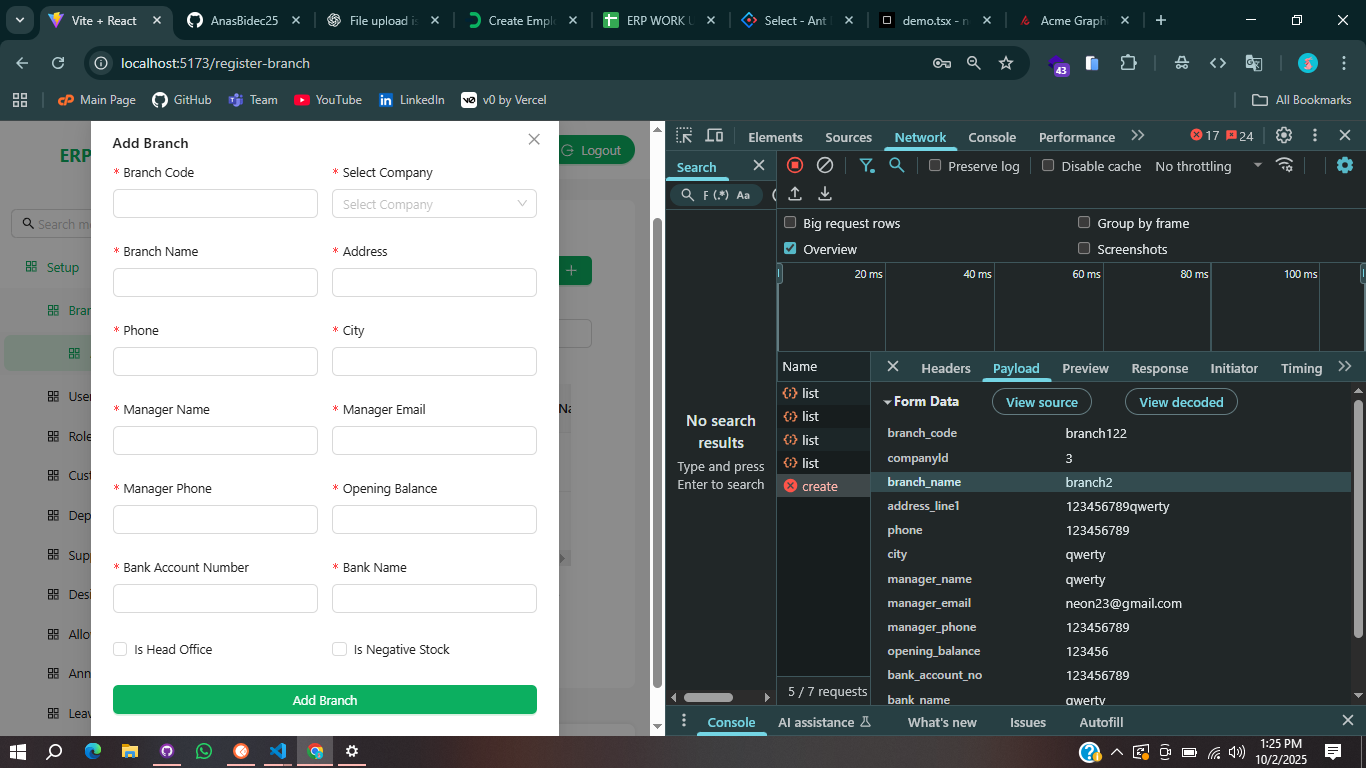 Vite + React
AnasBidec25
File upload is
Create Emplo
ERP WORK U
Select - Ant
demo.tsx - n
Acme Graph
localhost:5173/register-branch
43
Main Page
GitHub
Team
YouTube
LinkedIn
v0 by Vercel
All Bookmarks
ERP
Logout
Search me
Setup
Bran
User
Role
Cust
Dep
Supp
Desi
Allo
Ann
Leav
Na
Add Branch
* Branch Code
* Select Company
Select Company
* Branch Name
* Address
* Phone
* City
* Manager Name
* Manager Email
* Manager Phone
* Opening Balance
* Bank Account Number
* Bank Name
Is Head Office
Is Negative Stock
Add Branch
Elements
Sources
Network
Console
Performance
17
24
Search
Preserve log
Disable cache
No throttling
F (.*) Aa
Big request rows
Group by frame
Overview
Screenshots
20 ms
40 ms
60 ms
80 ms
100 ms
No search
results
Type and press
Enter to search
Name
list
list
list
list
create
5 / 7 requests
Headers
Payload
Preview
Response
Initiator
Timing
Form Data
View source
View decoded
branch_code branch122
companyId 3
branch_name branch2
address_line1 123456789qwerty
phone 123456789
city qwerty
manager_name qwerty
manager_email neon23@gmail.com
manager_phone 123456789
opening_balance 123456
bank_account_no 123456789
bank_name qwerty
Console
AI assistance
What's new
Issues
Autofill
1:25 PM
10/2/2025